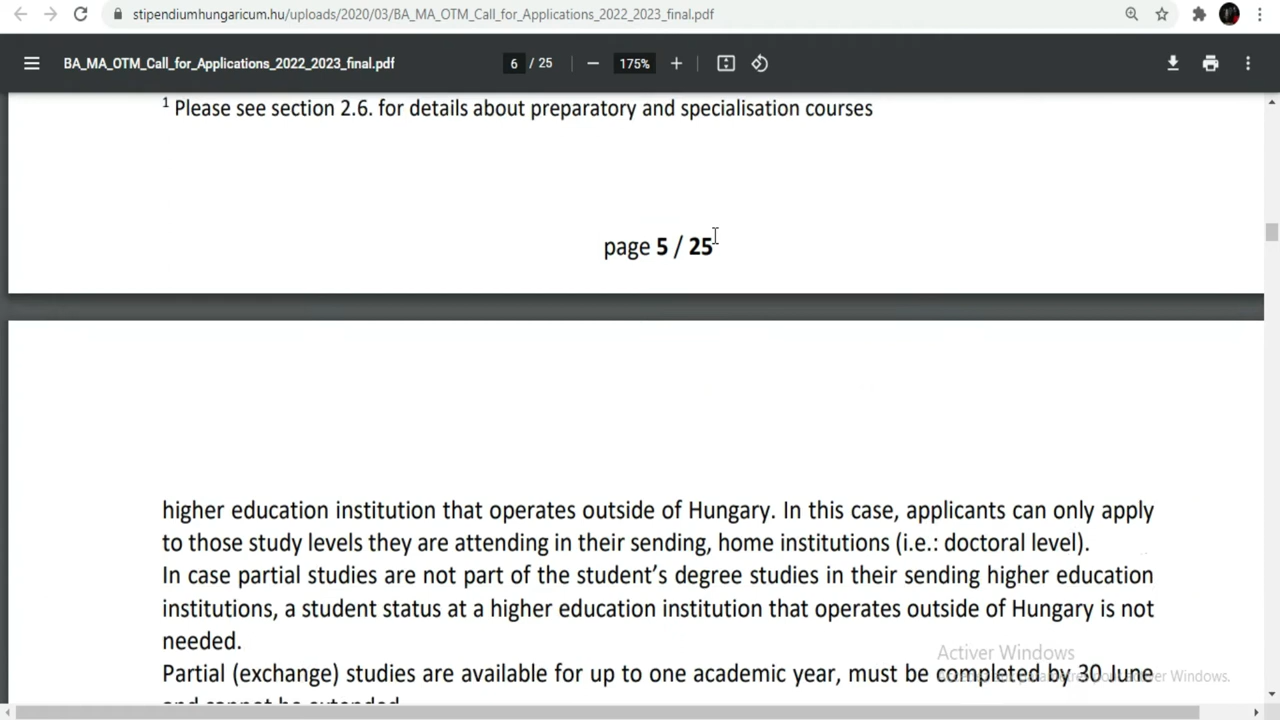 stipendiumhungaricum.hu/uploads/2020/03/BA_MA_OTM_Call_for_Applications_2022_2023_final.pdf
BA_MA_OTM_Call_for_Applications_2022_2023_final.pdf 6 / 25 175%
1 Please see section 2.6. for details about preparatory and specialisation courses
page 5 / 25
higher education institution that operates outside of Hungary. In this case, applicants can only apply
to those study levels they are attending in their sending, home institutions (i.e.: doctoral level).
In case partial studies are not part of the student's degree studies in their sending higher education
institutions, a student status at a higher education institution that operates outside of Hungary is not
needed.
Activer Windows
Partial (exchange) studies are available for up to one academic year, must be completed by 30 June
and cannot be extended.